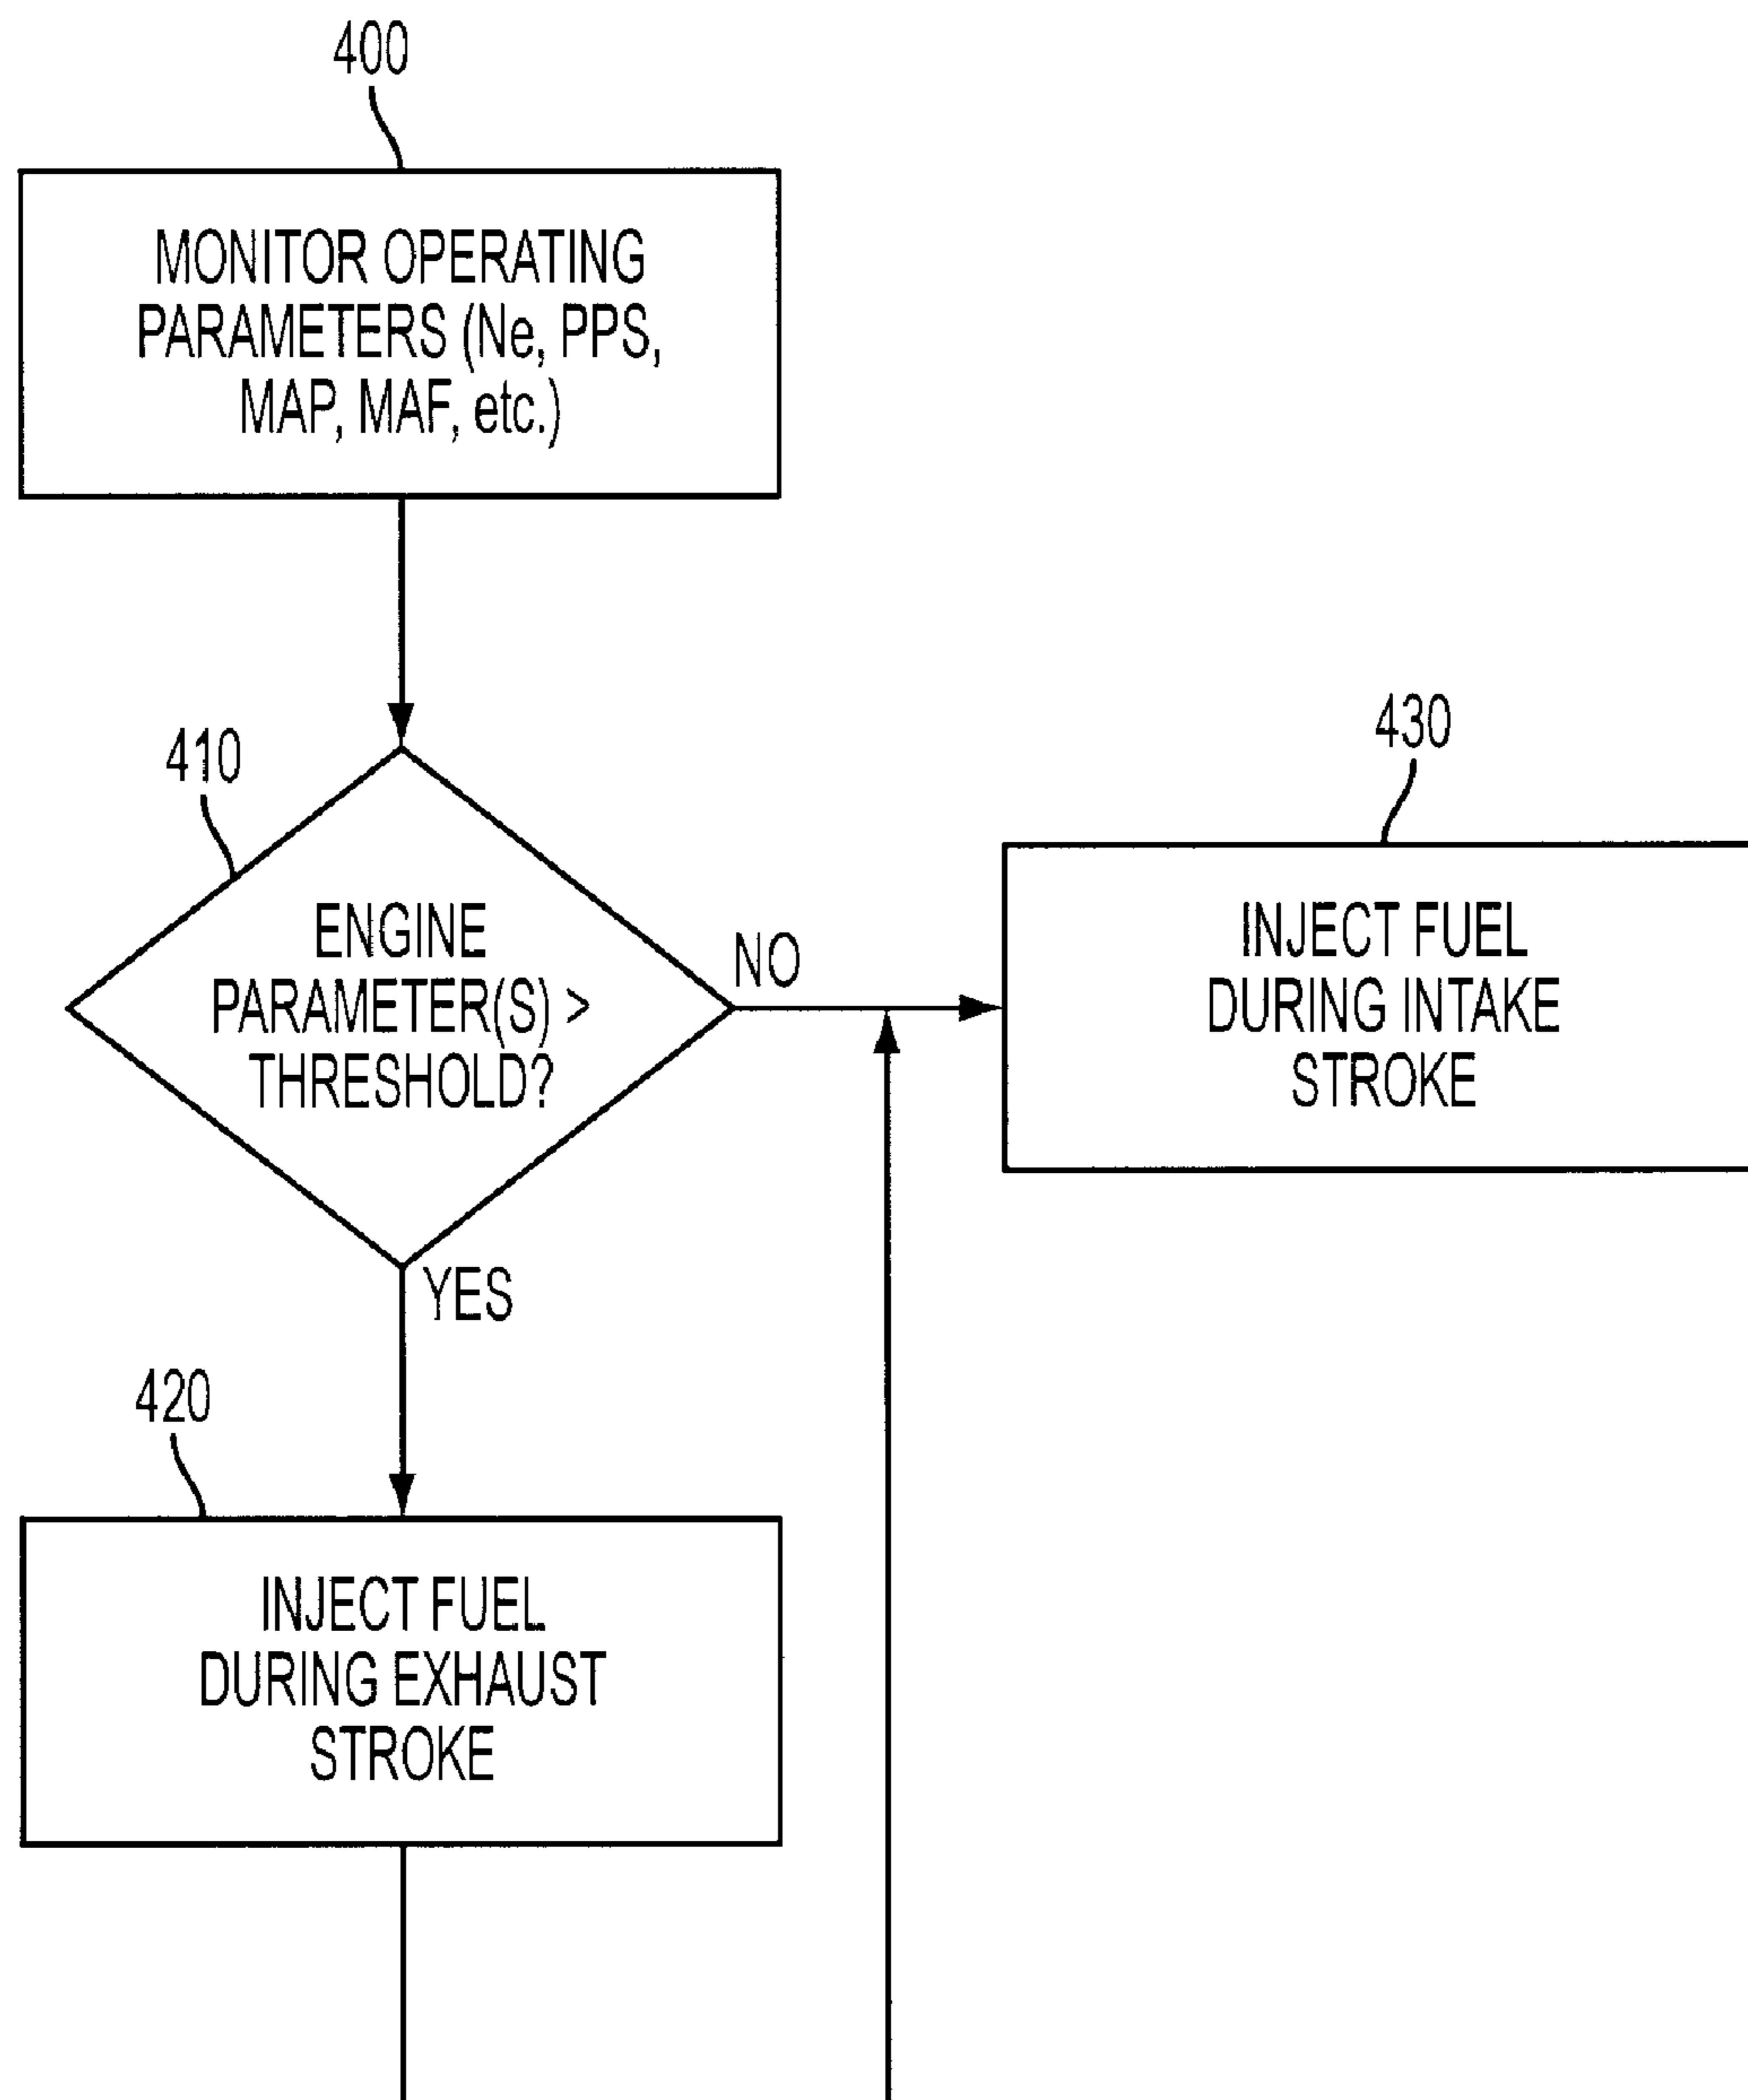 400
MONITOR OPERATING
PARAMETERS (Ne, PPS,
MAP, MAF, etc.)
410
ENGINE
PARAMETER(S) >
THRESHOLD?
NO
430
INJECT FUEL
DURING INTAKE
STROKE
YES
420
INJECT FUEL
DURING EXHAUST
STROKE